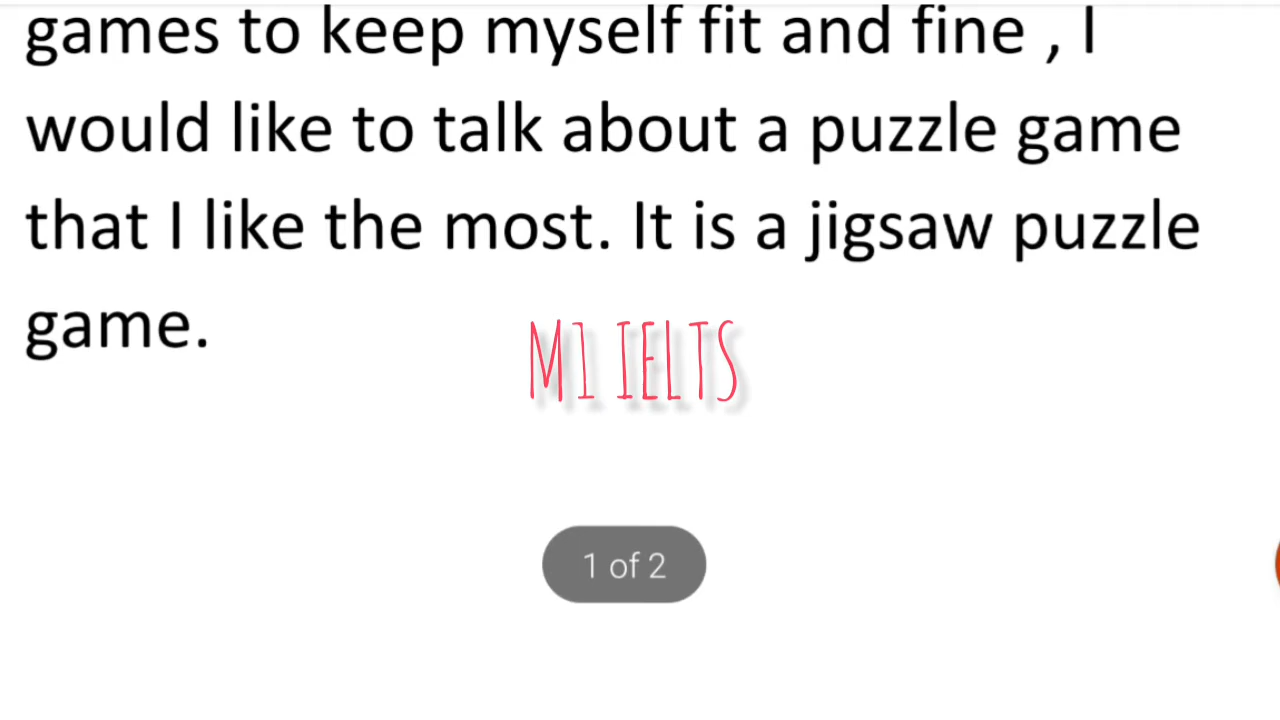 games to keep myself fit and fine , I
would like to talk about a puzzle game
that I like the most. It is a jigsaw puzzle
game.
M1 IELTS
1 of 2